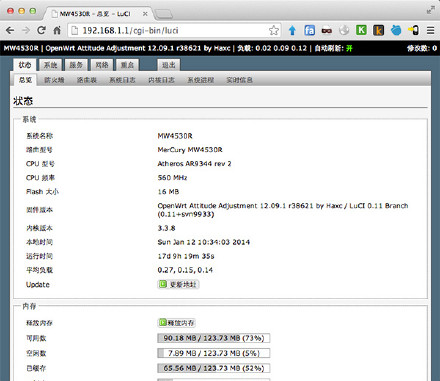 MW4530R - 总览 - LuCI
192.168.1.1/cgi-bin/luci
MW4530R | OpenWrt Attitude Adjustment 12.09.1 r38621 by Haxc | 负载: 0.02 0.09 0.12 | 自动刷新: 开 修改数: 0
状态 系统 服务 网络 重启 退出
总览 防火墙 路由表 系统日志 内核日志 系统进程 实时信息
状态
系统
系统名称 MW4530R
路由型号 MerCury MW4530R
CPU 型号 Atheros AR9344 rev 2
CPU 频率 560 MHz
Flash 大小 16 MB
固件版本 OpenWrt Attitude Adjustment 12.09.1 r38621 by Haxc / LuCI 0.11 Branch
(0.11+svn9933)
内核版本 3.3.8
本地时间 Sun Jan 12 10:34:03 2014
运行时间 17d 9h 19m 35s
平均负载 0.27, 0.15, 0.14
Update 更新地址
内存
释放内存 释放内存
可用数 90.18 MB / 123.73 MB (73%)
空闲数 7.89 MB / 123.73 MB (6%)
已缓存 65.56 MB / 123.73 MB (52%)